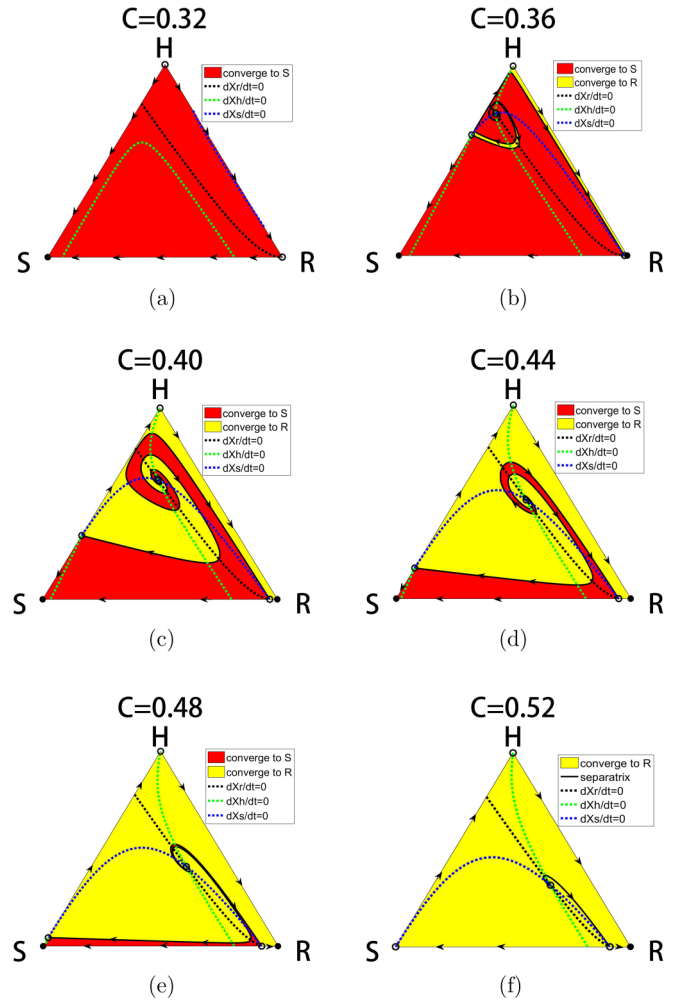 C=0.32
H
converge to S
dXr/dt=0
dXh/dt=0
dXs/dt=0
S
R
(a)
C=0.36
H
converge to S
converge to R
dXr/dt=0
dXh/dt=0
dXs/dt=0
S
R
(b)
C=0.40
H
converge to S
converge to R
dXr/dt=0
dXh/dt=0
dXs/dt=0
S
R
(c)
C=0.44
H
converge to S
converge to R
dXr/dt=0
dXh/dt=0
dXs/dt=0
S
R
(d)
C=0.48
H
converge to S
converge to R
dXr/dt=0
dXh/dt=0
dXs/dt=0
S
R
(e)
C=0.52
H
converge to R
separatrix
dXr/dt=0
dXh/dt=0
dXs/dt=0
S
R
(f)